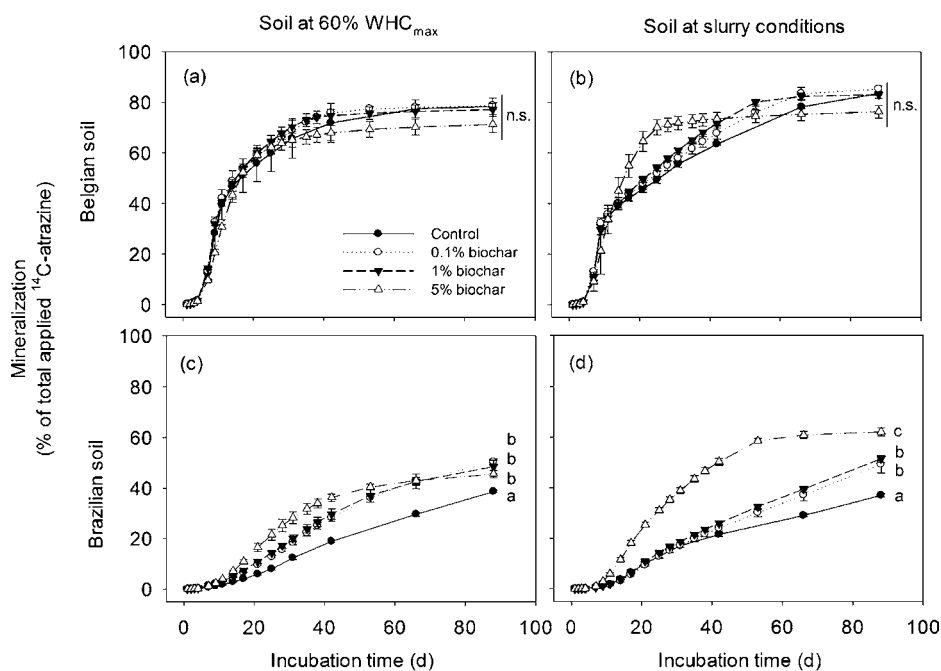 Soil at 60% WHCmax
Soil at slurry conditions
Mineralization
(% of total applied 14C-atrazine)
Belgian soil
Brazilian soil
100
80
60
40
20
0
(a)
n.s.
Control
0.1% biochar
1% biochar
5% biochar
(b)
n.s.
100
80
60
40
20
0
(c)
b
b
b
a
(d)
c
b
b
a
0 20 40 60 80 100
0 20 40 60 80 100
Incubation time (d)
Incubation time (d)